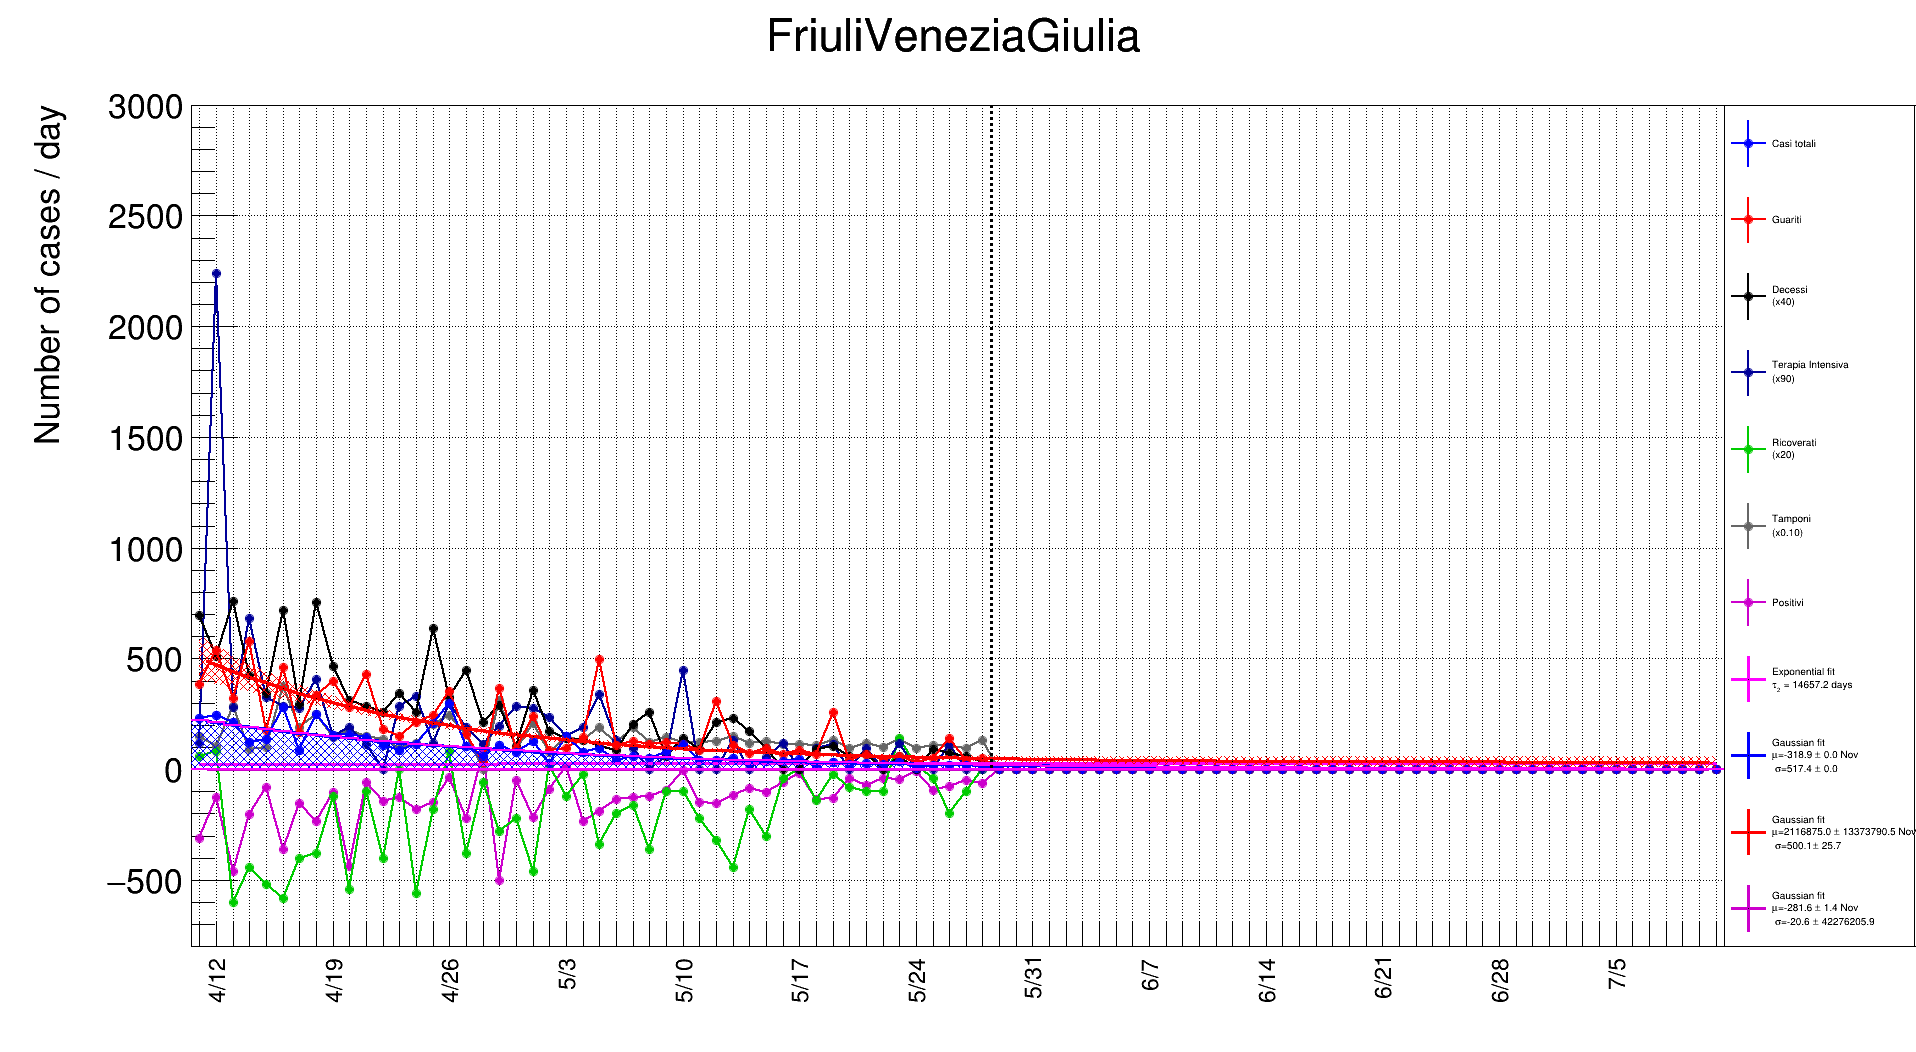 FriuliVeneziaGiulia
Number of cases / day
3000
2500
2000
1500
1000
500
0
−500
4/12
4/19
4/26
5/3
5/10
5/17
5/24
5/31
6/7
6/14
6/21
6/28
7/5
Casi totali
Guariti
Decessi
(x40)
Terapia Intensiva
(x90)
Ricoverati
(x20)
Tamponi
(x0.10)
Positivi
Exponential fit
τ₂ = 14657.2 days
Gaussian fit
μ=-318.9 ± 0.0 Nov
σ=517.4 ± 0.0
Gaussian fit
μ=2116875.0 ± 13373790.5 Nov
σ=500.1± 25.7
Gaussian fit
μ=-281.6 ± 1.4 Nov
σ=-20.6 ± 42276205.9